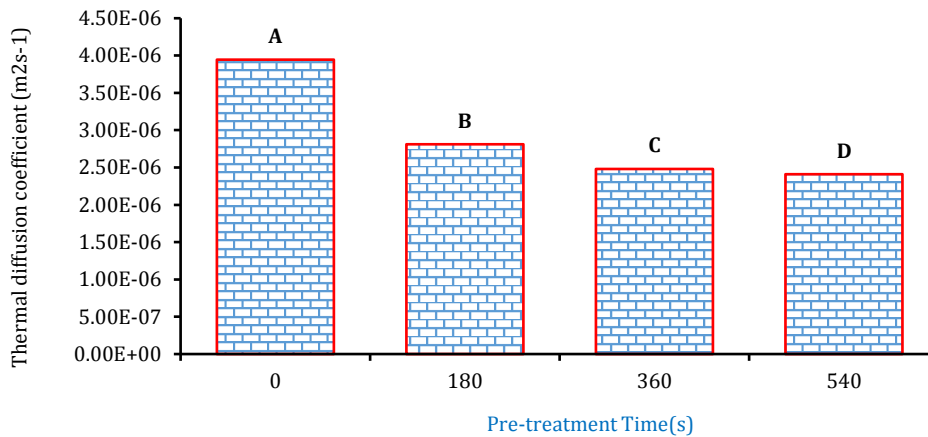 Thermal diffusion coefficient (m2s-1)
4.50E-06
4.00E-06
3.50E-06
3.00E-06
2.50E-06
2.00E-06
1.50E-06
1.00E-06
5.00E-07
0.00E+00
A
B
C
D
0 180 360 540
Pre-treatment Time(s)